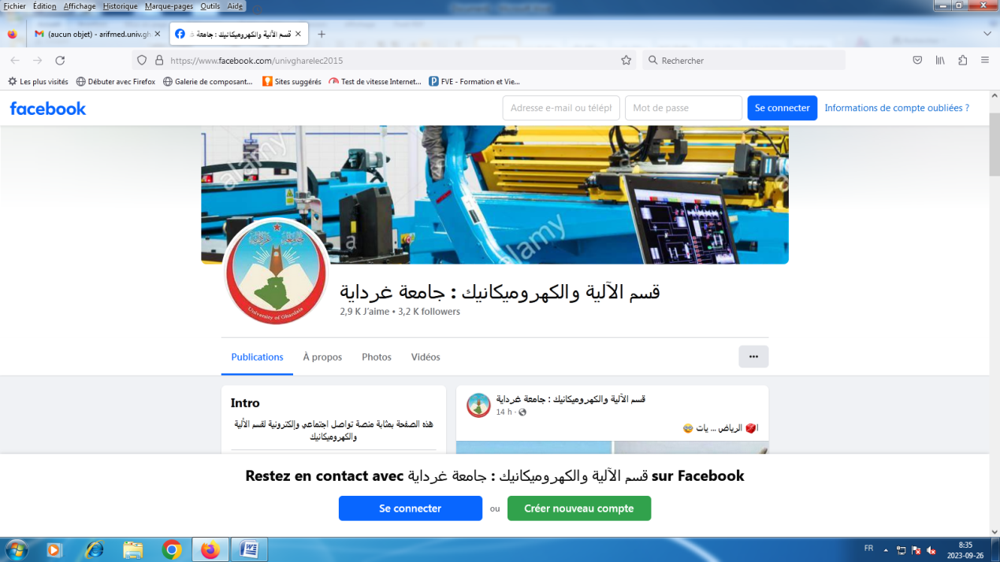 Fichier Édition Affichage Historique Marque-pages Outils Aide
(aucun objet) - arifmed.univ.gh
قسم الآلية والكهروميكانيك : جامعة غ
https://www.facebook.com/univgharelec2015
Rechercher
Les plus visités Débuter avec Firefox Galerie de composant... Sites suggérés Test de vitesse Internet... FVE - Formation et Vie...
facebook
Adresse e-mail ou téléph
Mot de passe
Se connecter
Informations de compte oubliées ?
alamy
a
alamy
a
University of Ghardaia
قسم الآلية والكهروميكانيك : جامعة غرداية
2,9 K J’aime • 3,2 K followers
Publications À propos Photos Vidéos
Intro
هذه الصفحة بمثابة منصة تواصل اجتماعي وإلكترونية لقسم الألية
والكهروميكانيك
قسم الآلية والكهروميكانيك : جامعة غرداية
14 h
الرياض ... يات
Restez en contact avec قسم الآلية والكهروميكانيك : جامعة غرداية sur Facebook
Se connecter ou Créer nouveau compte
FR
8:35
2023-09-26